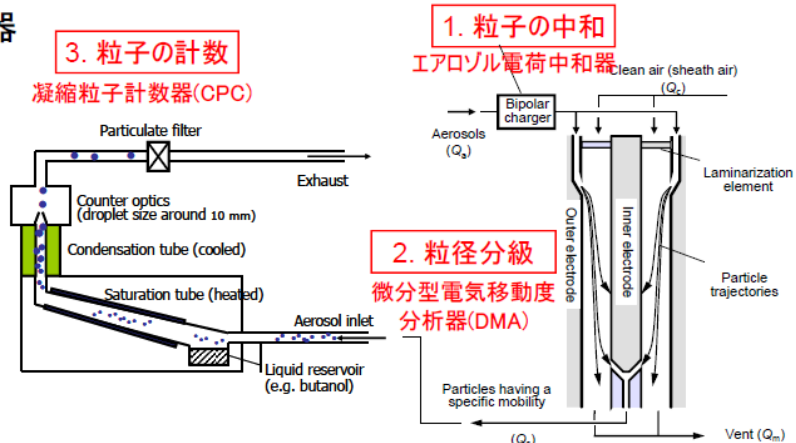 器
3. 粒子の計数
凝縮粒子計数器(CPC)
Particulate filter
Exhaust
Counter optics
(droplet size around 10 mm)
Condensation tube (cooled)
Saturation tube (heated)
Aerosol inlet
Liquid reservoir
(e.g. butanol)
1. 粒子の中和
エアロゾル電荷中和器
Clean air (sheath air)
(Qc)
Bipolar
charger
Aerosols
(Qa)
Laminarization
element
Outer electrode
Inner electrode
2. 粒径分級
微分型電気移動度
分析器(DMA)
Particle
trajectories
Particles having a
specific mobility
Vent (Qm)